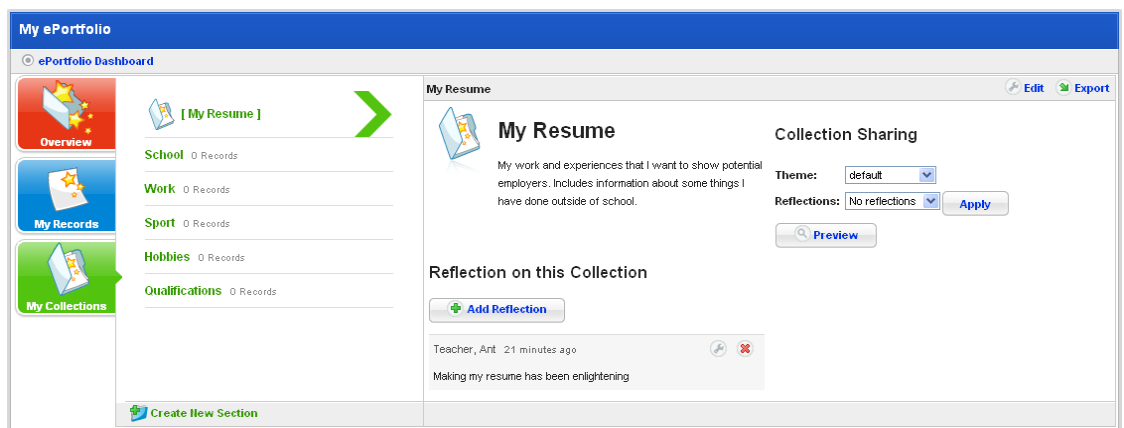 My ePortfolio
ePortfolio Dashboard
Overview
My Records
My Collections
[ My Resume ]
School 0 Records
Work 0 Records
Sport 0 Records
Hobbies 0 Records
Qualifications 0 Records
Create New Section
My Resume
Edit Export
My Resume
My work and experiences that I want to show potential
employers. Includes information about some things I
have done outside of school.
Collection Sharing
Theme: default
Reflections: No reflections Apply
Preview
Reflection on this Collection
Add Reflection
Teacher, Ant 21 minutes ago
Making my resume has been enlightening